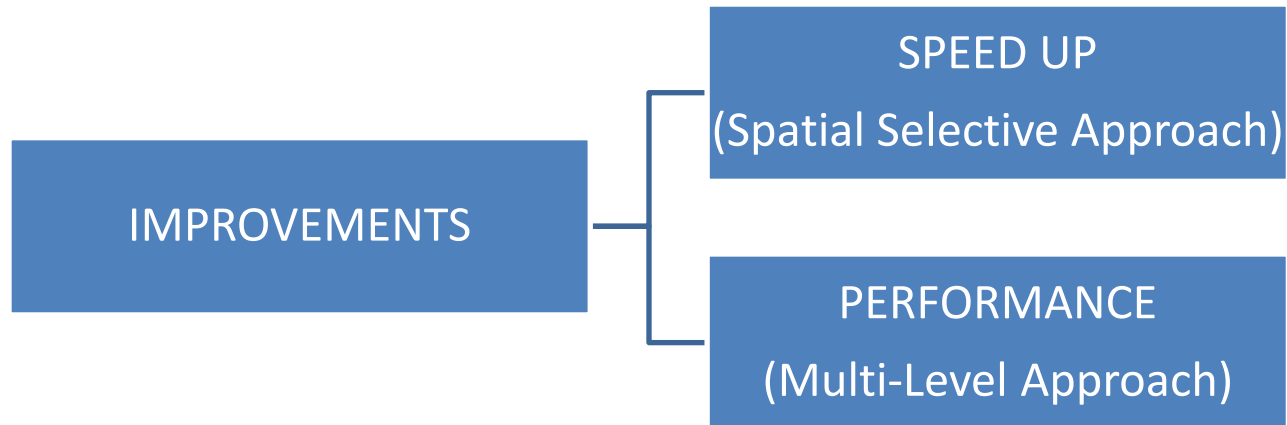 IMPROVEMENTS
SPEED UP
(Spatial Selective Approach)
PERFORMANCE
(Multi-Level Approach)